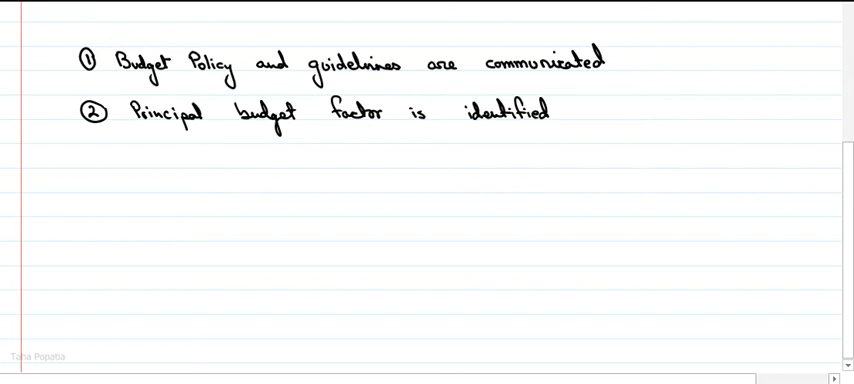 ① Budget Policy and guidelines are communicated
② Principal budget factor is identified
Taha Popatia